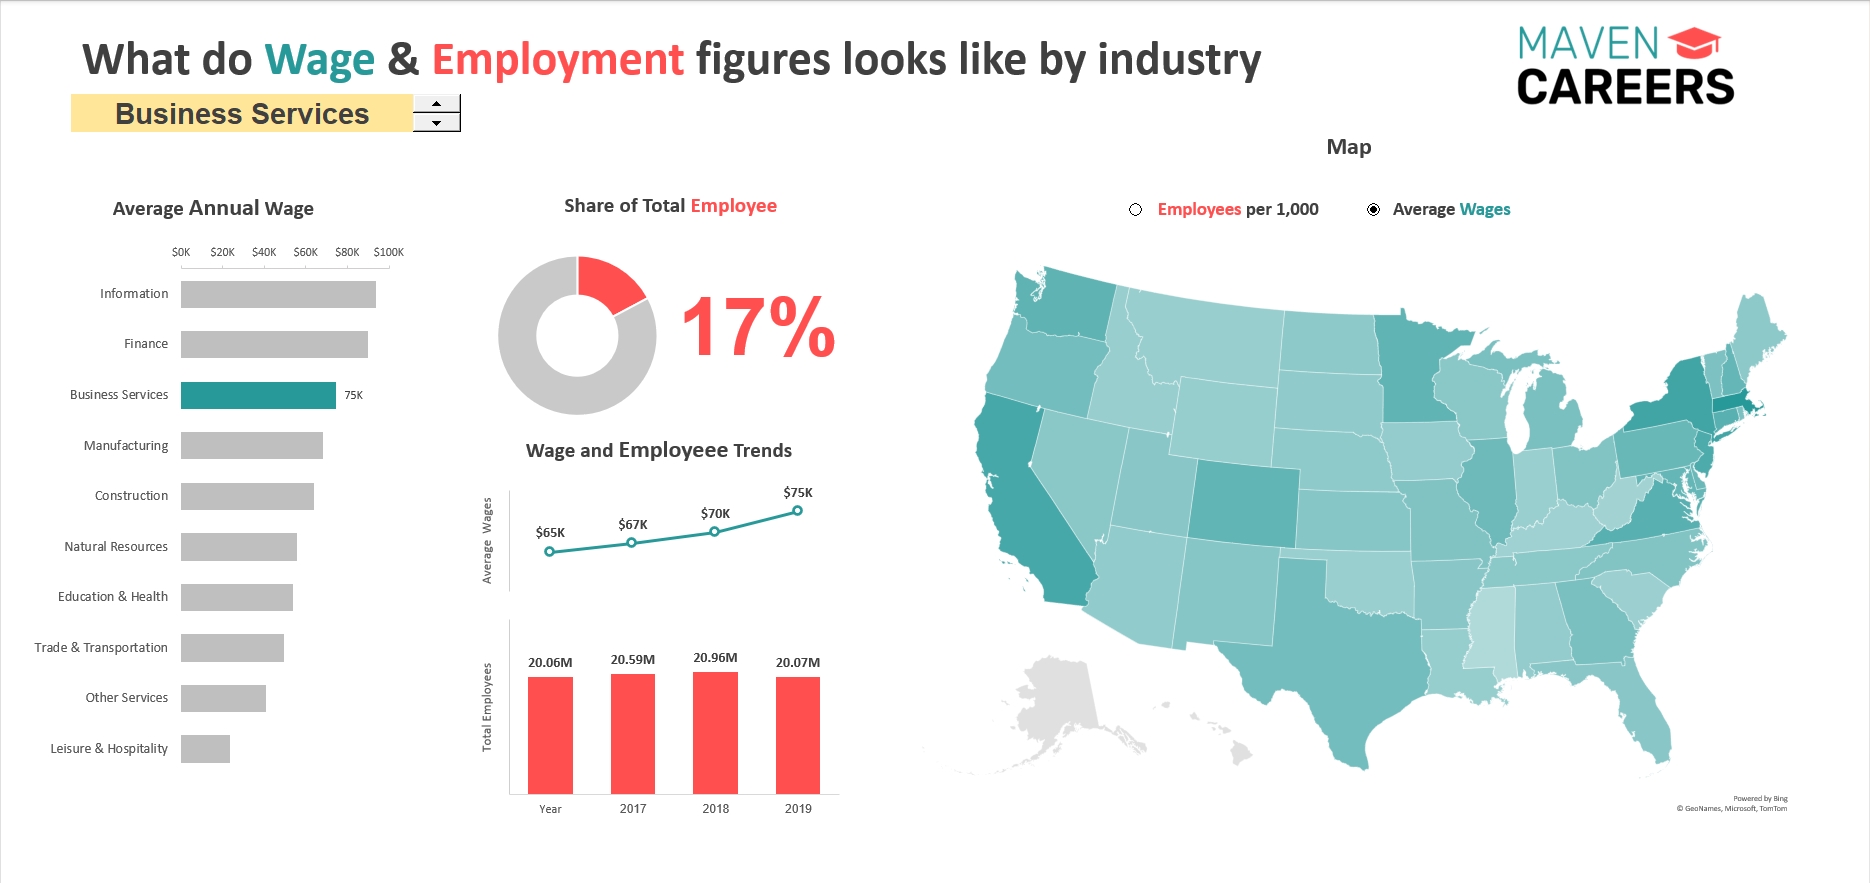 What do Wage & Employment figures looks like by industry
MAVEN
CAREERS
Business Services
Map
Average Annual Wage
Share of Total Employee
Employees per 1,000
Average Wages
$0K $20K $40K $60K $80K $100K
Information
Finance
Business Services 75K
Manufacturing
Construction
Natural Resources
Education & Health
Trade & Transportation
Other Services
Leisure & Hospitality
17%
Wage and Employeee Trends
Average Wages
$65K $67K $70K $75K
Total Employees
20.06M 20.59M 20.96M 20.07M
Year 2017 2018 2019
Powered by Bing
© GeoNames, Microsoft, TomTom